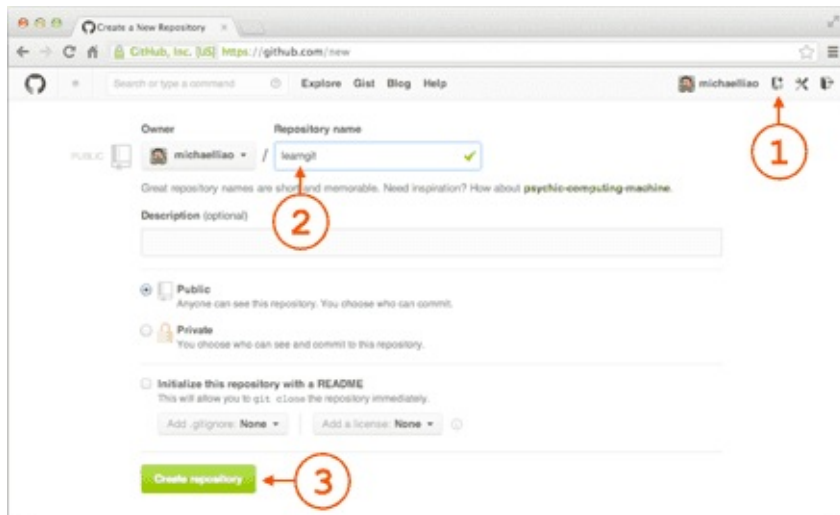 Create a New Repository
GitHub, Inc. [US] https://github.com/new
Search or type a command Explore Gist Blog Help michaelliao
1
Owner Repository name
PUBLIC michaelliao / learngit
Great repository names are short and memorable. Need inspiration? How about psychic-computing-machine.
2
Description (optional)
Public
Anyone can see this repository. You choose who can commit.
Private
You choose who can see and commit to this repository.
Initialize this repository with a README
This will allow you to git clone the repository immediately.
Add .gitignore: None Add a license: None
Create repository
3